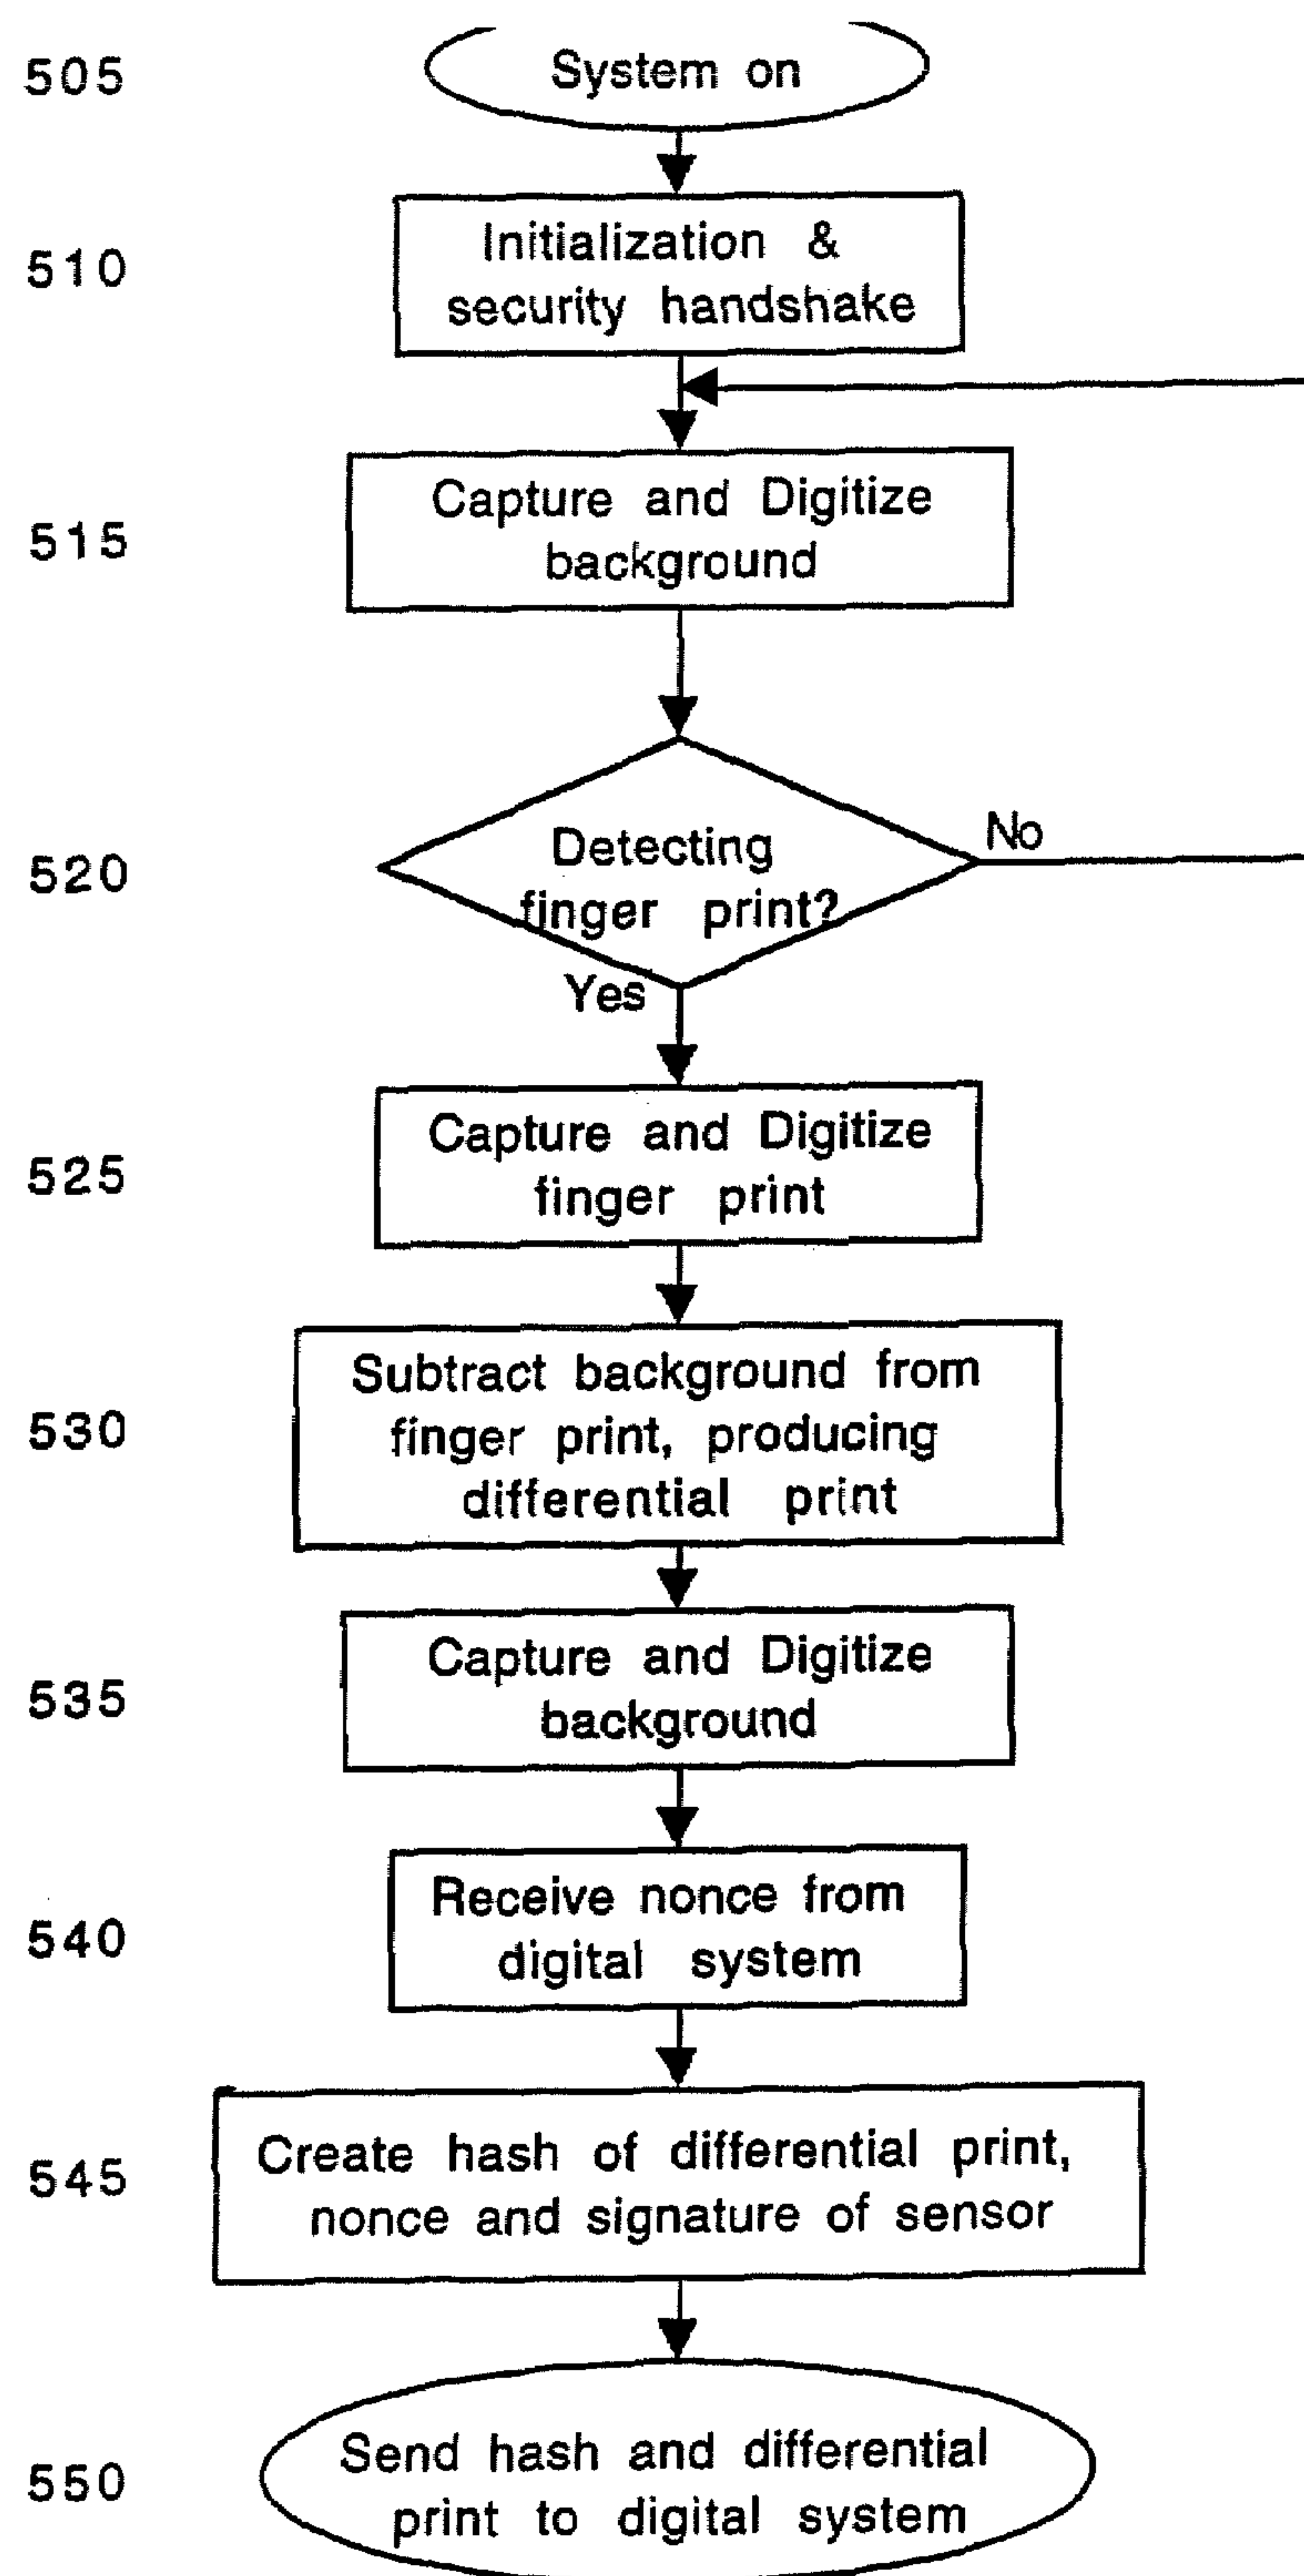 505
System on
510
Initialization &
security handshake
515
Capture and Digitize
background
520
Detecting
finger print?
No
Yes
525
Capture and Digitize
finger print
530
Subtract background from
finger print, producing
differential print
535
Capture and Digitize
background
540
Receive nonce from
digital system
545
Create hash of differential print,
nonce and signature of sensor
550
Send hash and differential
print to digital system